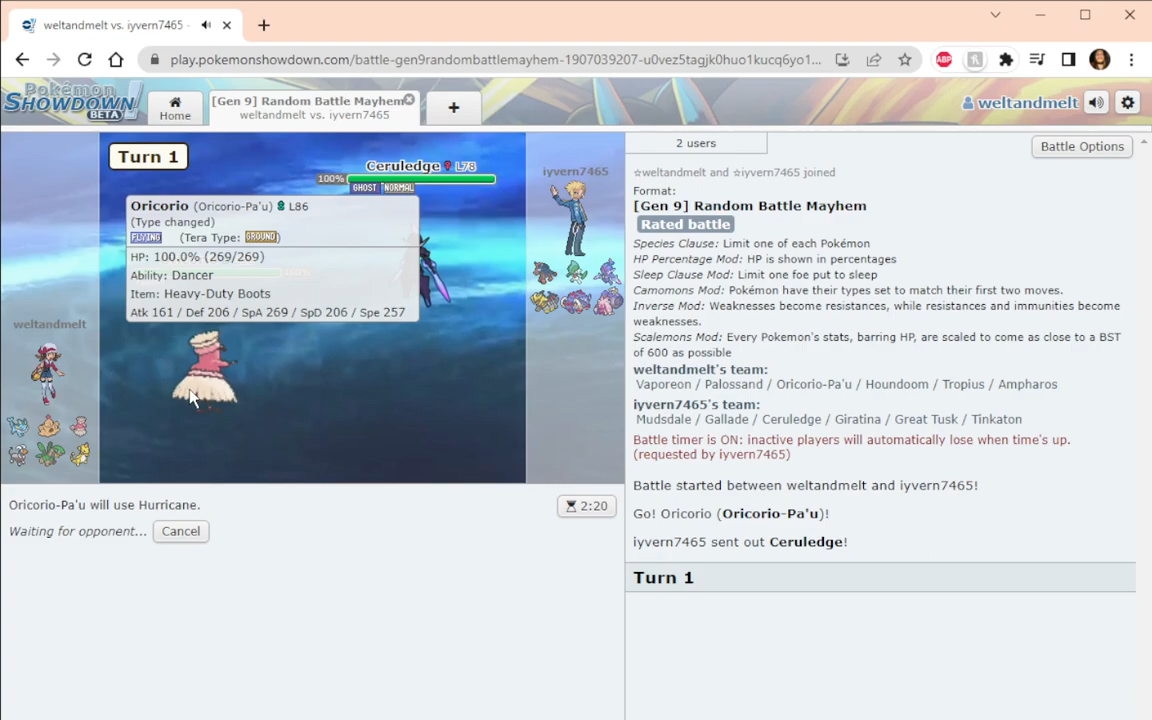 weltandmelt vs. iyvern7465 -
play.pokemonshowdown.com/battle-gen9randombattlemayhem-1907039207-u0vez5tagjk0huo1kucq6yo1...
ABP
Pokémon
SHOWDOWN!
BETA
Home
[Gen 9] Random Battle Mayhem
weltandmelt vs. iyvern7465
weltandmelt
Turn 1
Ceruledge L78
100%
GHOST NORMAL
Oricorio (Oricorio-Pa'u) L86
(Type changed)
FLYING (Tera Type: GROUND)
HP: 100.0% (269/269)
Ability: Dancer
Item: Heavy-Duty Boots
Atk 161 / Def 206 / SpA 269 / SpD 206 / Spe 257
iyvern7465
weltandmelt
Oricorio-Pa'u will use Hurricane.
2:20
Waiting for opponent...
Cancel
2 users
Battle Options
☆weltandmelt and ☆iyvern7465 joined
Format:
[Gen 9] Random Battle Mayhem
Rated battle
Species Clause: Limit one of each Pokémon
HP Percentage Mod: HP is shown in percentages
Sleep Clause Mod: Limit one foe put to sleep
Camomons Mod: Pokémon have their types set to match their first two moves.
Inverse Mod: Weaknesses become resistances, while resistances and immunities become
weaknesses.
Scalemons Mod: Every Pokemon's stats, barring HP, are scaled to come as close to a BST
of 600 as possible
weltandmelt's team:
Vaporeon / Palossand / Oricorio-Pa'u / Houndoom / Tropius / Ampharos
iyvern7465's team:
Mudsdale / Gallade / Ceruledge / Giratina / Great Tusk / Tinkaton
Battle timer is ON: inactive players will automatically lose when time's up.
(requested by iyvern7465)
Battle started between weltandmelt and iyvern7465!
Go! Oricorio (Oricorio-Pa'u)!
iyvern7465 sent out Ceruledge!
Turn 1